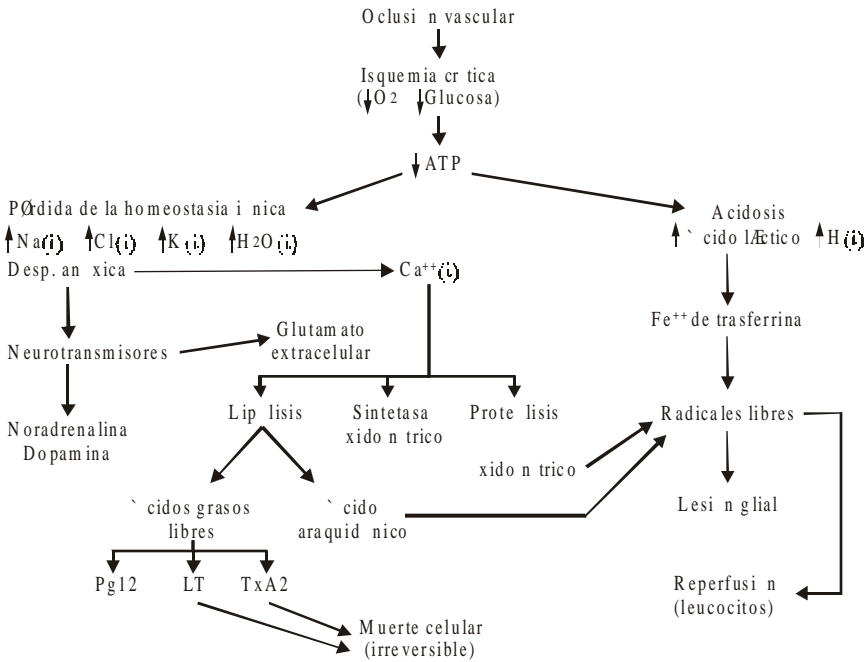 Oclusi n vascular
Isquemia cr tica
(↓O2 ↓Glucosa)
↓ATP
PØrdida de la homeostasia i nica
↑Na(i) ↑Cl(i) ↑K(i) ↑H2O(i)
Desp. an xica
Ca++(i)
Acidosis
↑` cido lÆctico ↑H(i)
Fe++ de trasferrina
Neurotransmisores
Glutamato
extracelular
Noradrenalina
Dopamina
Lip lisis
Sintetasa
xido n trico
Prote lisis
Radicales libres
xido n trico
` cidos grasos
libres
` cido
araquid nico
Lesi n glial
Pg12 LT TxA2
Reperfusi n
(leucocitos)
Muerte celular
(irreversible)